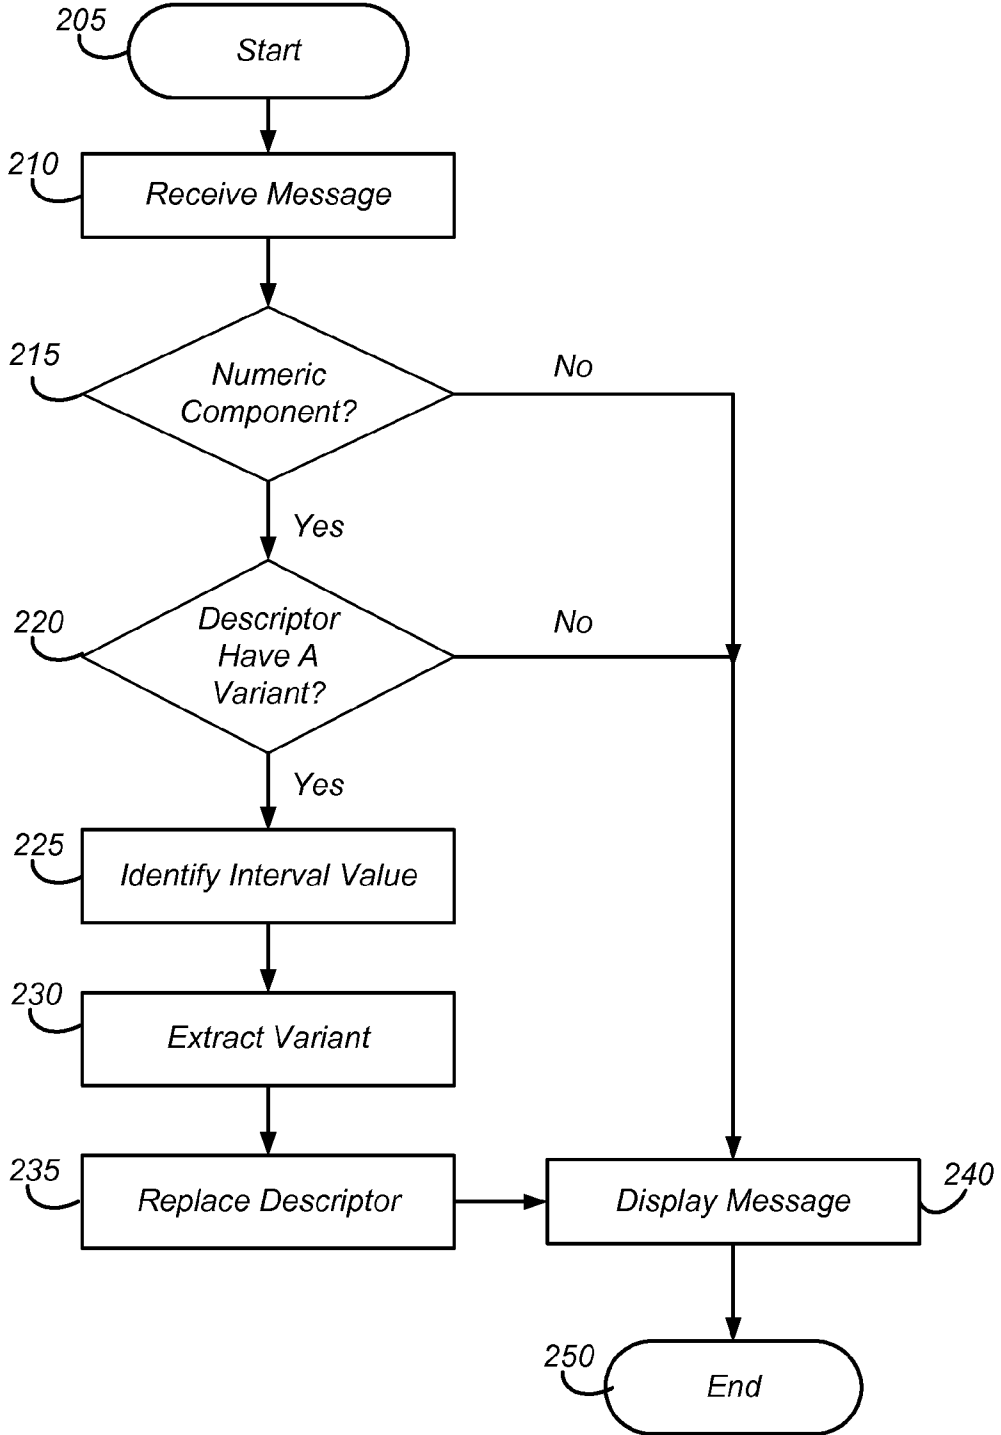 205
Start
210
Receive Message
215
Numeric
Component?
No
Yes
220
Descriptor
Have A
Variant?
No
Yes
225
Identify Interval Value
230
Extract Variant
235
Replace Descriptor
Display Message
240
250
End